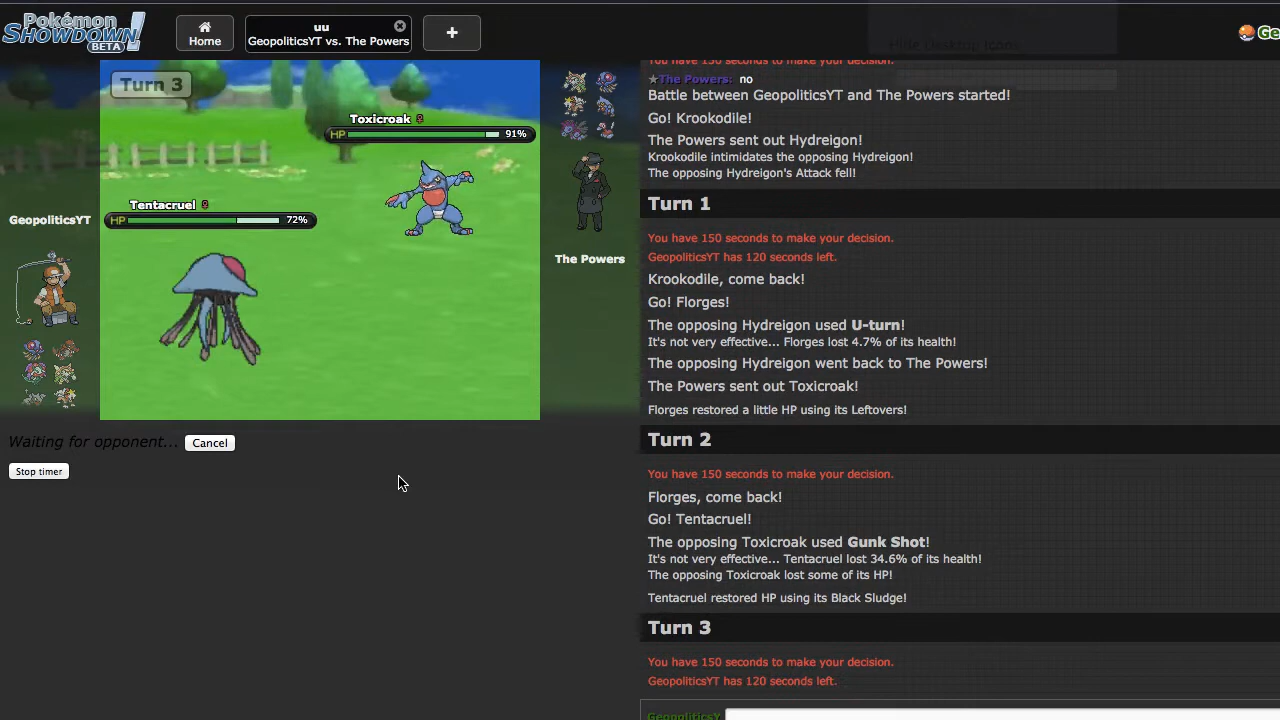 Pokémon
SHOWDOWN!
BETA
Home
uu
GeopoliticsYT vs. The Powers
+
Ge
Hide Desktop Icons
Turn 3
Toxicroak
HP 91%
Tentacruel
HP 72%
GeopoliticsYT
The Powers
Waiting for opponent... Cancel
Stop timer
You have 150 seconds to make your decision.
★The Powers: no
Battle between GeopoliticsYT and The Powers started!
Go! Krookodile!
The Powers sent out Hydreigon!
Krookodile intimidates the opposing Hydreigon!
The opposing Hydreigon's Attack fell!
Turn 1
You have 150 seconds to make your decision.
GeopoliticsYT has 120 seconds left.
Krookodile, come back!
Go! Florges!
The opposing Hydreigon used U-turn!
It's not very effective... Florges lost 4.7% of its health!
The opposing Hydreigon went back to The Powers!
The Powers sent out Toxicroak!
Florges restored a little HP using its Leftovers!
Turn 2
You have 150 seconds to make your decision.
Florges, come back!
Go! Tentacruel!
The opposing Toxicroak used Gunk Shot!
It's not very effective... Tentacruel lost 34.6% of its health!
The opposing Toxicroak lost some of its HP!
Tentacruel restored HP using its Black Sludge!
Turn 3
You have 150 seconds to make your decision.
GeopoliticsYT has 120 seconds left.
GeopoliticsY